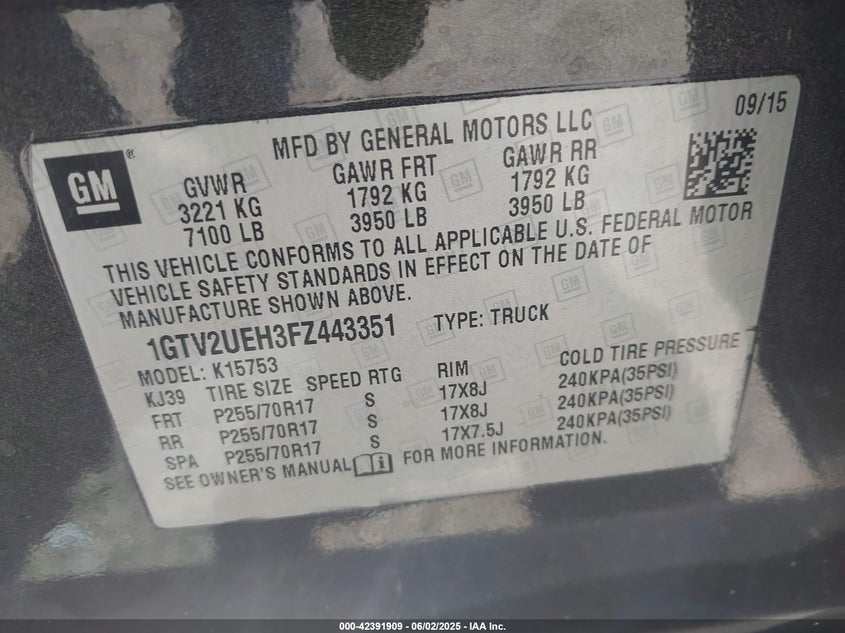 09/15
MFD BY GENERAL MOTORS LLC
GM
GVWR GAWR FRT GAWR RR
3221 KG 1792 KG 1792 KG
7100 LB 3950 LB 3950 LB
THIS VEHICLE CONFORMS TO ALL APPLICABLE U.S. FEDERAL MOTOR
VEHICLE SAFETY STANDARDS IN EFFECT ON THE DATE OF
MANUFACTURE SHOWN ABOVE.
1GTV2UEH3FZ443351 TYPE: TRUCK
MODEL: K15753
KJ39 TIRE SIZE SPEED RTG RIM COLD TIRE PRESSURE
FRT P255/70R17 S 17X8J 240KPA(35PSI)
RR P255/70R17 S 17X8J 240KPA(35PSI)
SPA P255/70R17 S 17X7.5J 240KPA(35PSI)
SEE OWNER'S MANUAL FOR MORE INFORMATION.
000-42391909 - 06/02/2025 - IAA Inc.